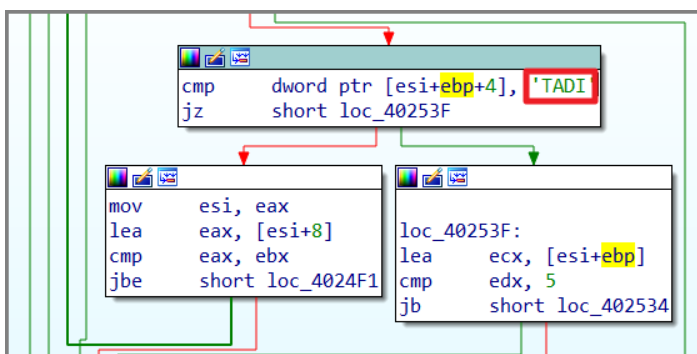 cmp dword ptr [esi+ebp+4], 'TADI'
jz short loc_40253F
mov esi, eax
lea eax, [esi+8]
cmp eax, ebx
jbe short loc_4024F1
loc_40253F:
lea ecx, [esi+ebp]
cmp edx, 5
jb short loc_402534